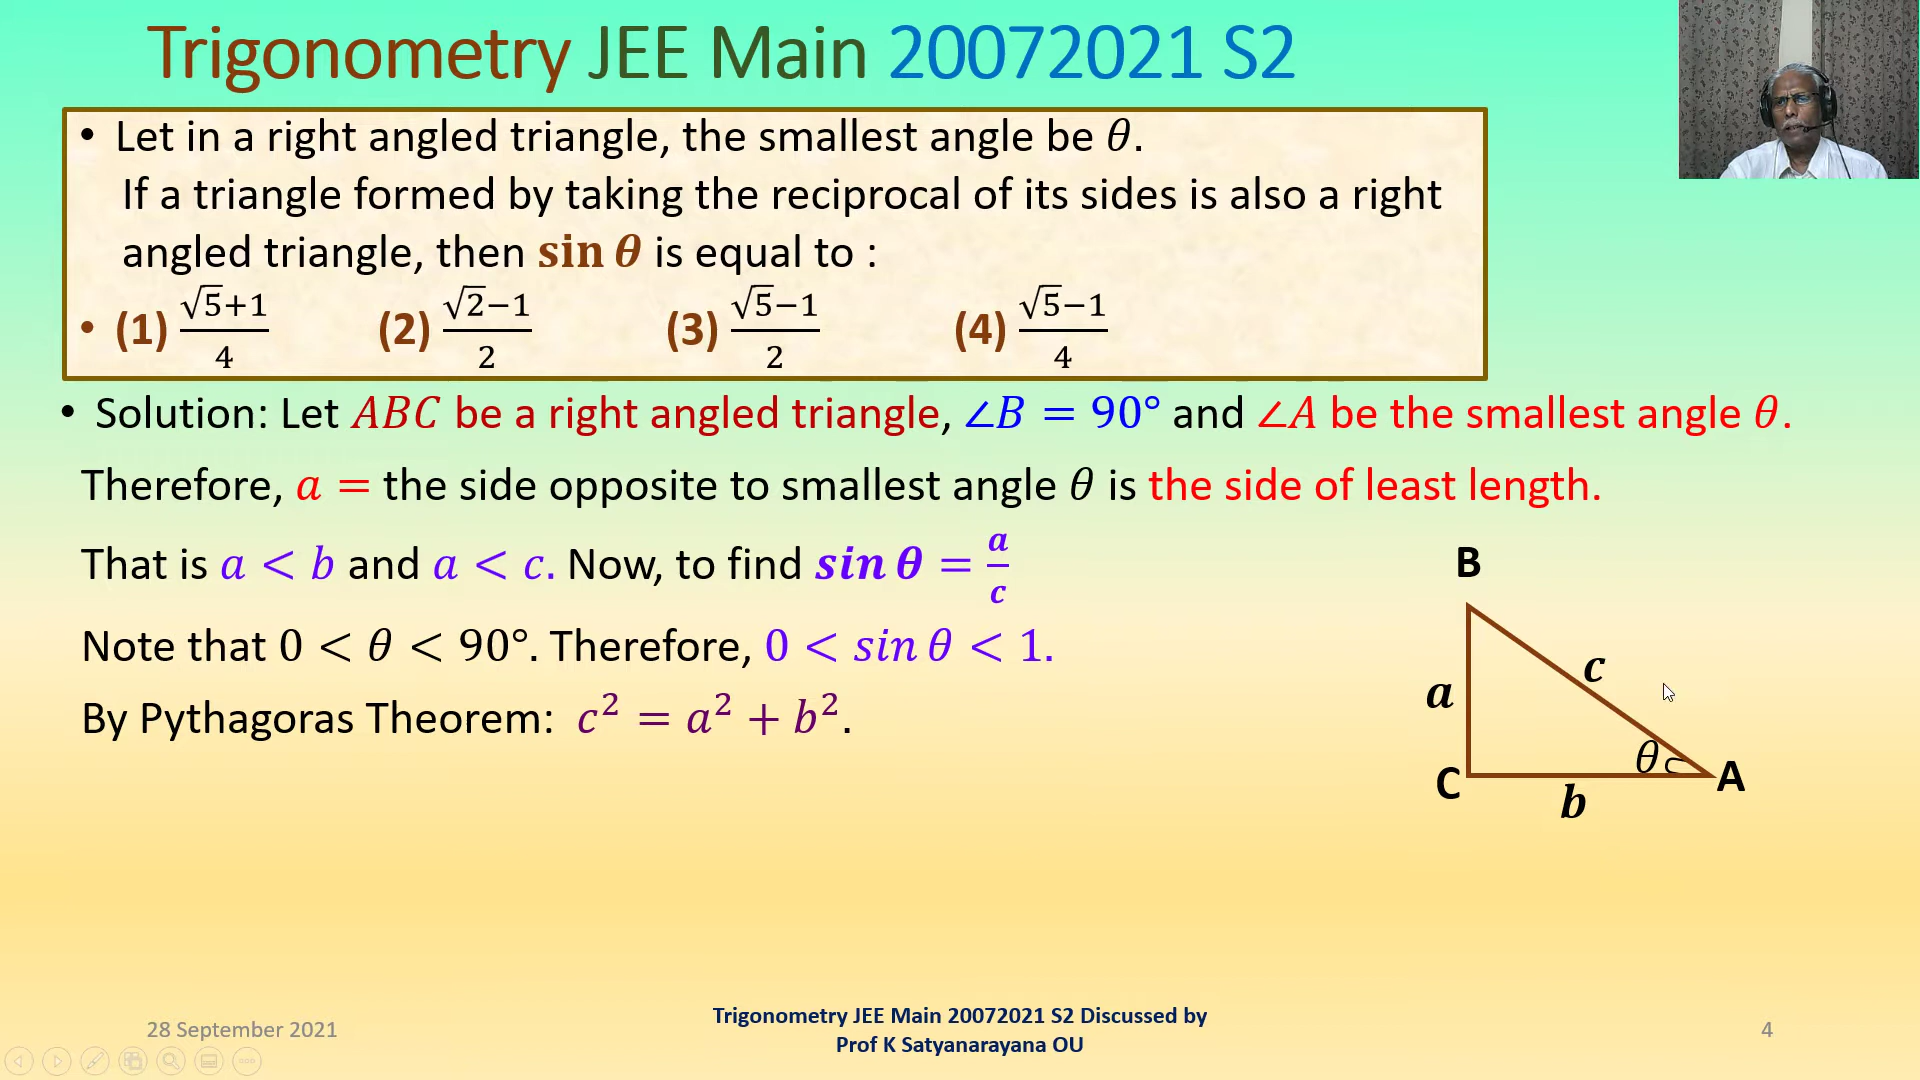 Trigonometry JEE Main 20072021 S2
• Let in a right angled triangle, the smallest angle be θ.
If a triangle formed by taking the reciprocal of its sides is also a right
angled triangle, then sin θ is equal to :
• (1) (√5+1)/4 (2) (√2−1)/2 (3) (√5−1)/2 (4) (√5−1)/4
• Solution: Let ABC be a right angled triangle, ∠B = 90° and ∠A be the smallest angle θ.
Therefore, a = the side opposite to smallest angle θ is the side of least length.
That is a < b and a < c. Now, to find sin θ = a/c
Note that 0 < θ < 90°. Therefore, 0 < sin θ < 1.
By Pythagoras Theorem: c² = a² + b².
B
c
a
θ
C
A
b
28 September 2021
Trigonometry JEE Main 20072021 S2 Discussed by
Prof K Satyanarayana OU
4